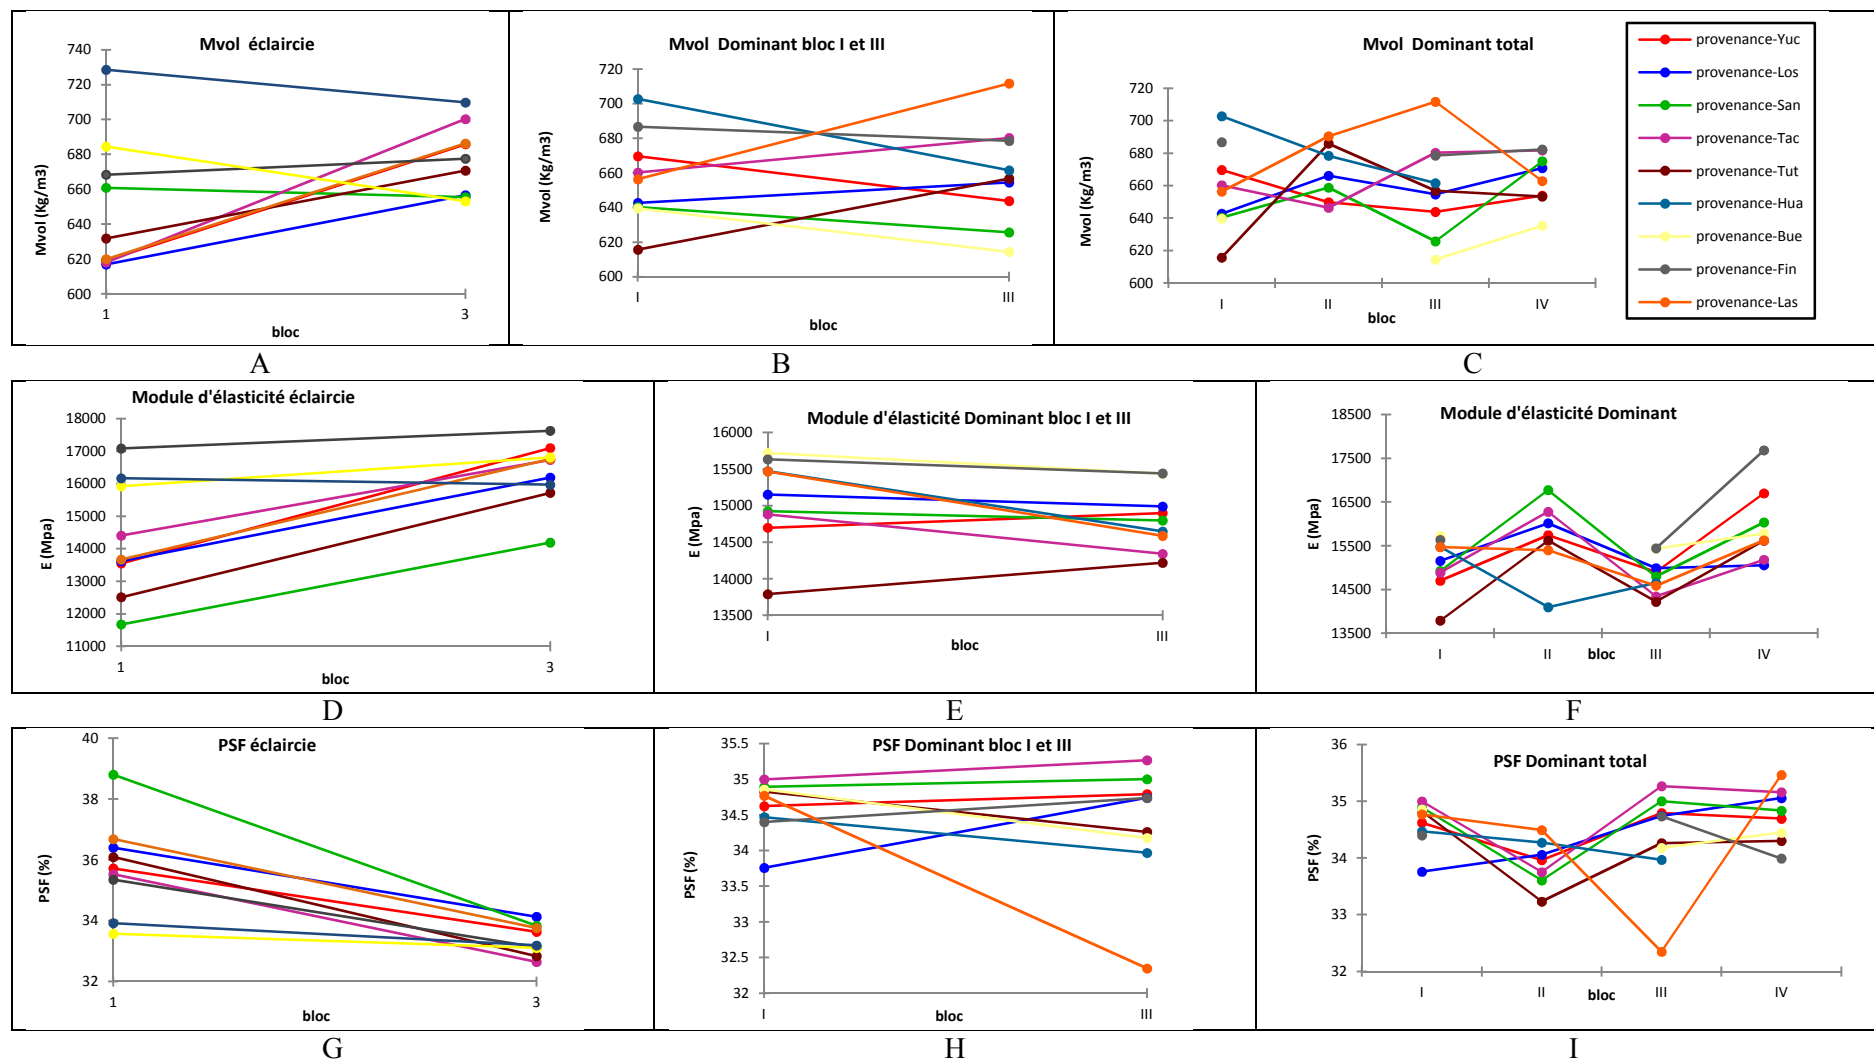 Mvol éclaircie
740
720
700
680
660
640
620
600
Mvol (Kg/m3)
1
3
bloc
A
Mvol Dominant bloc I et III
720
700
680
660
640
620
600
Mvol (Kg/m3)
I
III
bloc
B
Mvol Dominant total
720
700
680
660
640
620
600
Mvol (Kg/m3)
I
II
III
IV
bloc
C
provenance-Yuc
provenance-Los
provenance-San
provenance-Tac
provenance-Tut
provenance-Hua
provenance-Bue
provenance-Fin
provenance-Las
Module d'élasticité éclaircie
18000
17000
16000
15000
14000
13000
12000
11000
E (Mpa)
1
3
bloc
D
Module d'élasticité Dominant bloc I et III
16000
15500
15000
14500
14000
13500
E (Mpa)
I
III
bloc
E
Module d'élasticité Dominant
18500
17500
16500
15500
14500
13500
E (Mpa)
I
II
III
IV
bloc
F
PSF éclaircie
40
38
36
34
32
PSF (%)
1
3
bloc
G
PSF Dominant bloc I et III
35.5
35
34.5
34
33.5
33
32.5
32
PSF (%)
I
III
bloc
H
PSF Dominant total
36
35
34
33
32
PSF (%)
I
II
III
IV
bloc
I